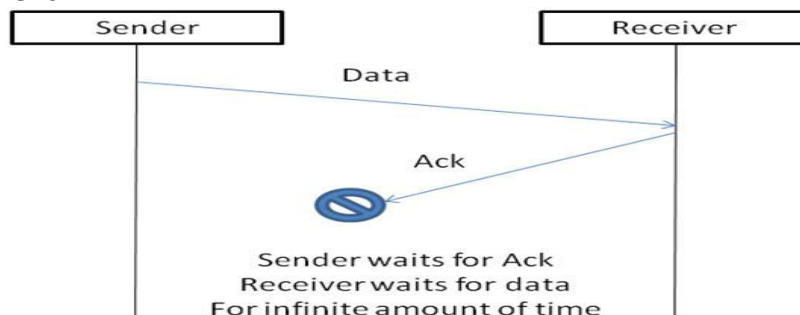 Sender Receiver
Data
Ack
Sender waits for Ack
Receiver waits for data
For infinite amount of time